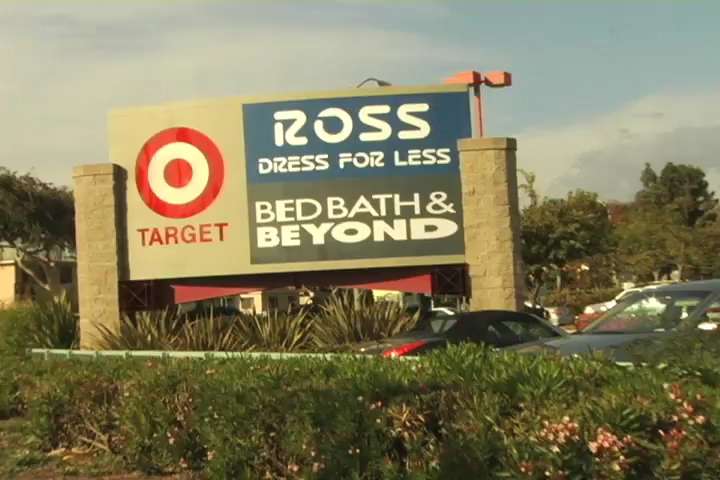 TARGET
ROSS
DRESS FOR LESS
BED BATH &
BEYOND